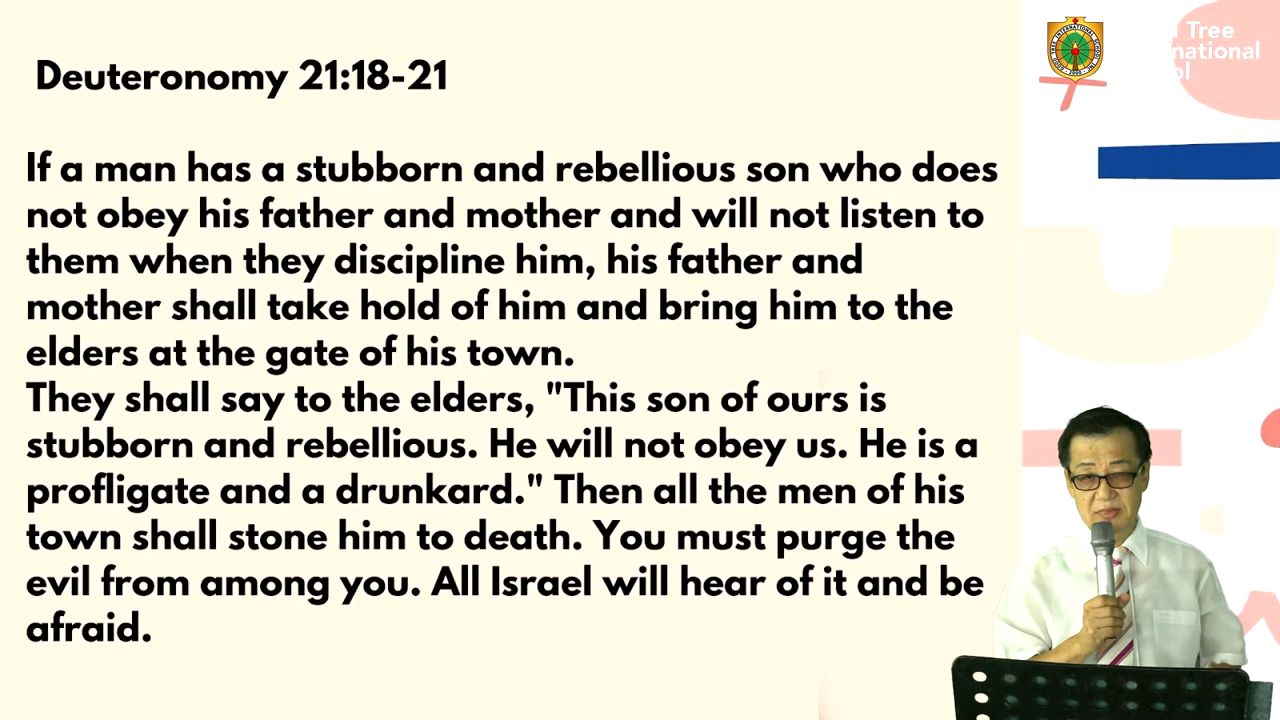 Deuteronomy 21:18-21
If a man has a stubborn and rebellious son who does
not obey his father and mother and will not listen to
them when they discipline him, his father and
mother shall take hold of him and bring him to the
elders at the gate of his town.
They shall say to the elders, "This son of ours is
stubborn and rebellious. He will not obey us. He is a
profligate and a drunkard." Then all the men of his
town shall stone him to death. You must purge the
evil from among you. All Israel will hear of it and be
afraid.
Tree